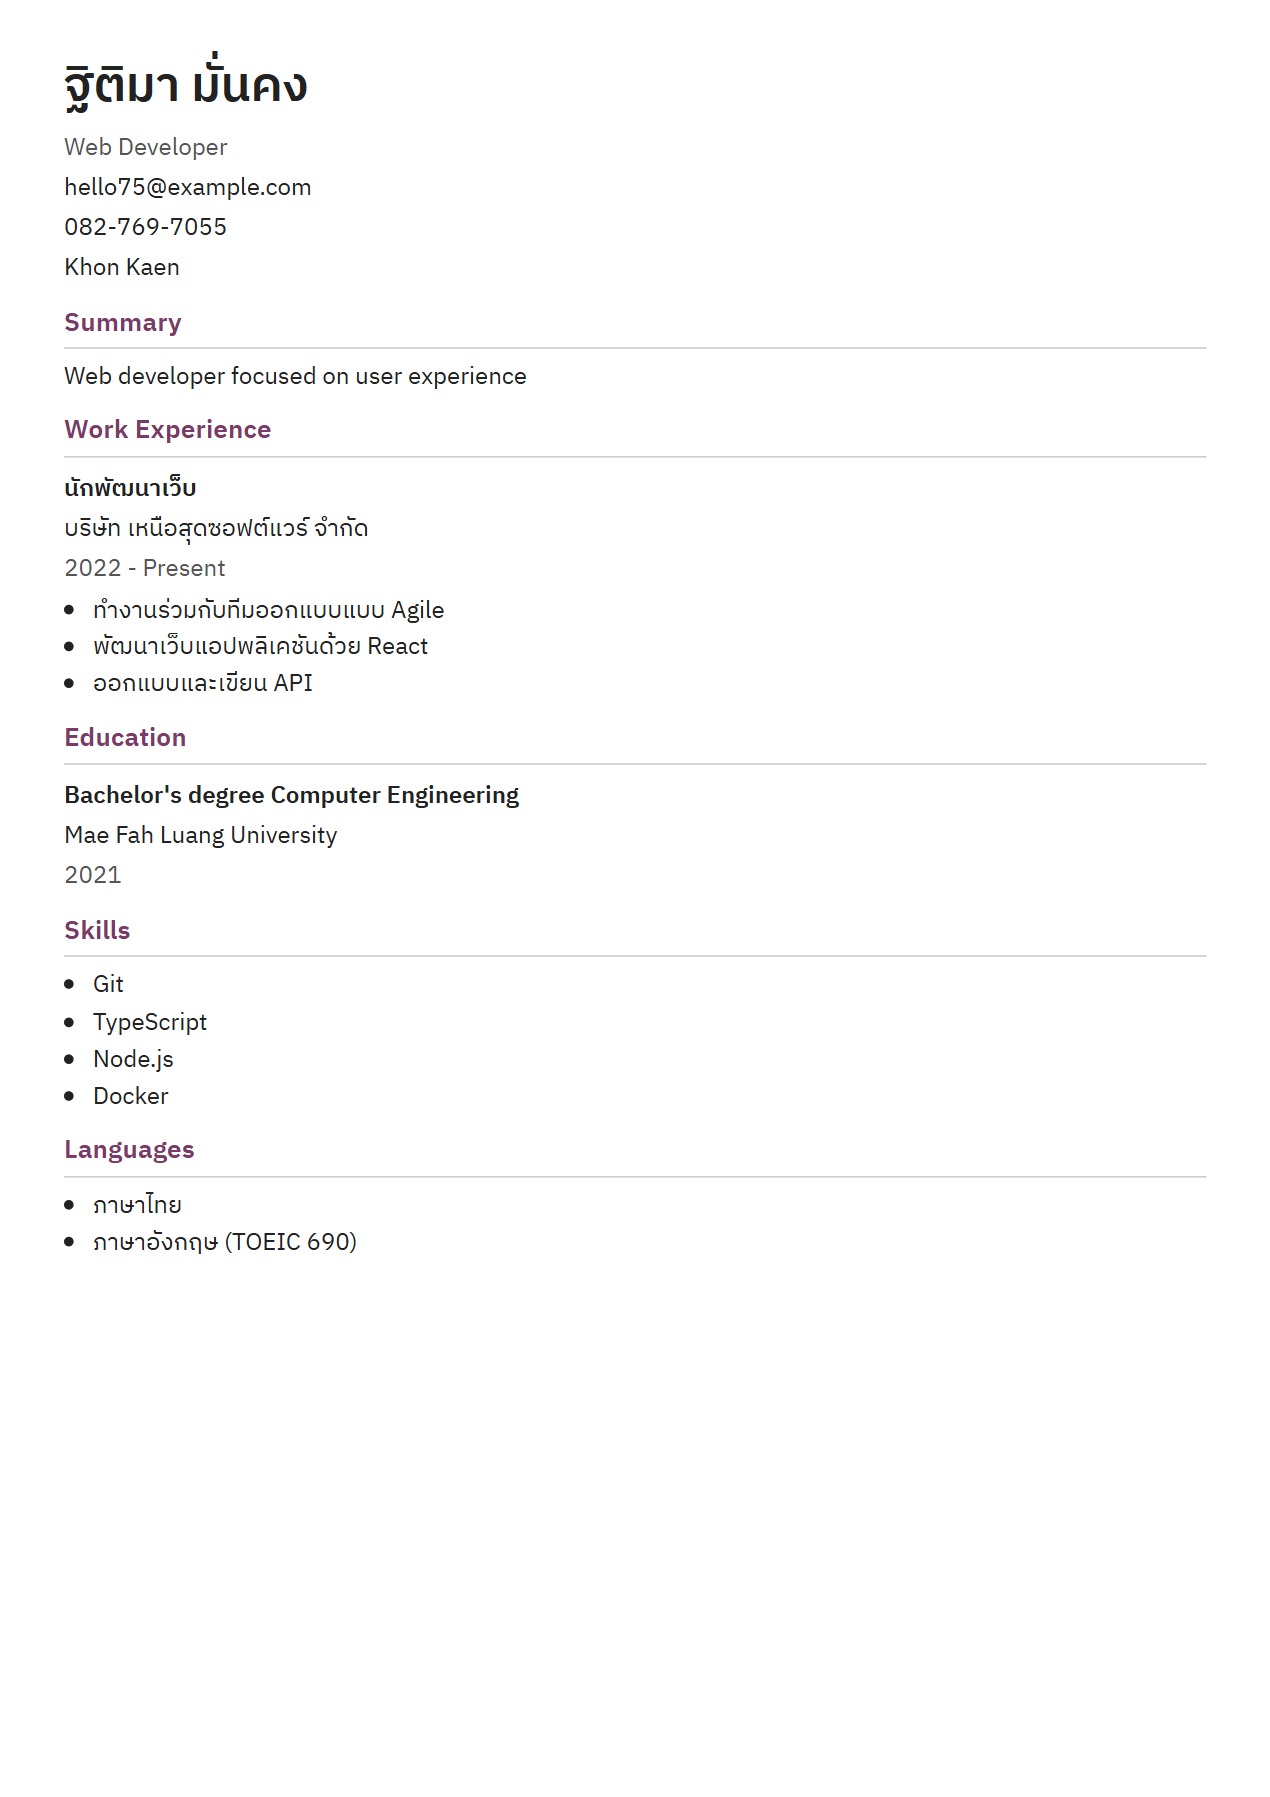 ฐิติมา มั่นคง
Web Developer
hello75@example.com
082-769-7055
Khon Kaen
Summary
Web developer focused on user experience
Work Experience
นักพัฒนาเว็บ
บริษัท เหนือสุดซอฟต์แวร์ จำกัด
2022 - Present
• ทำงานร่วมกับทีมออกแบบแบบ Agile
• พัฒนาเว็บแอปพลิเคชันด้วย React
• ออกแบบและเขียน API
Education
Bachelor's degree Computer Engineering
Mae Fah Luang University
2021
Skills
• Git
• TypeScript
• Node.js
• Docker
Languages
• ภาษาไทย
• ภาษาอังกฤษ (TOEIC 690)